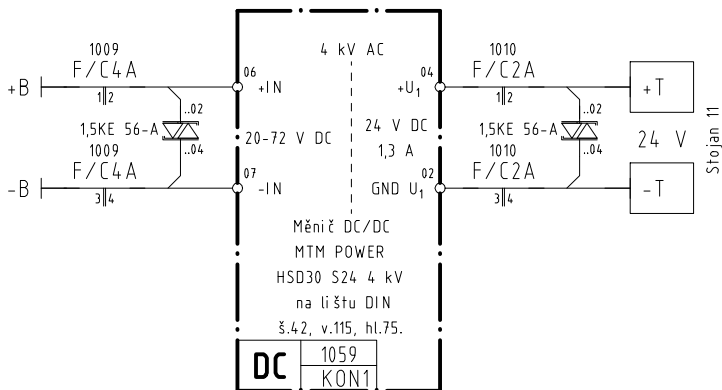 4 kV AC
1009
F/C4A
1010
F/C2A
06
04
+B
1 2
+IN
+U1
1 2
+T
..02
..02
1,5KE 56-A
20-72 V DC
24 V DC
1,5KE 56-A
24 V
Stojan 11
1,3 A
..04
..04
1009
F/C4A
1010
F/C2A
07
02
-B
3 4
-IN
GND U1
3 4
-T
Měnič DC/DC
MTM POWER
HSD30 S24 4 kV
na lištu DIN
š.42, v.115, hl.75.
DC
1059
KON1